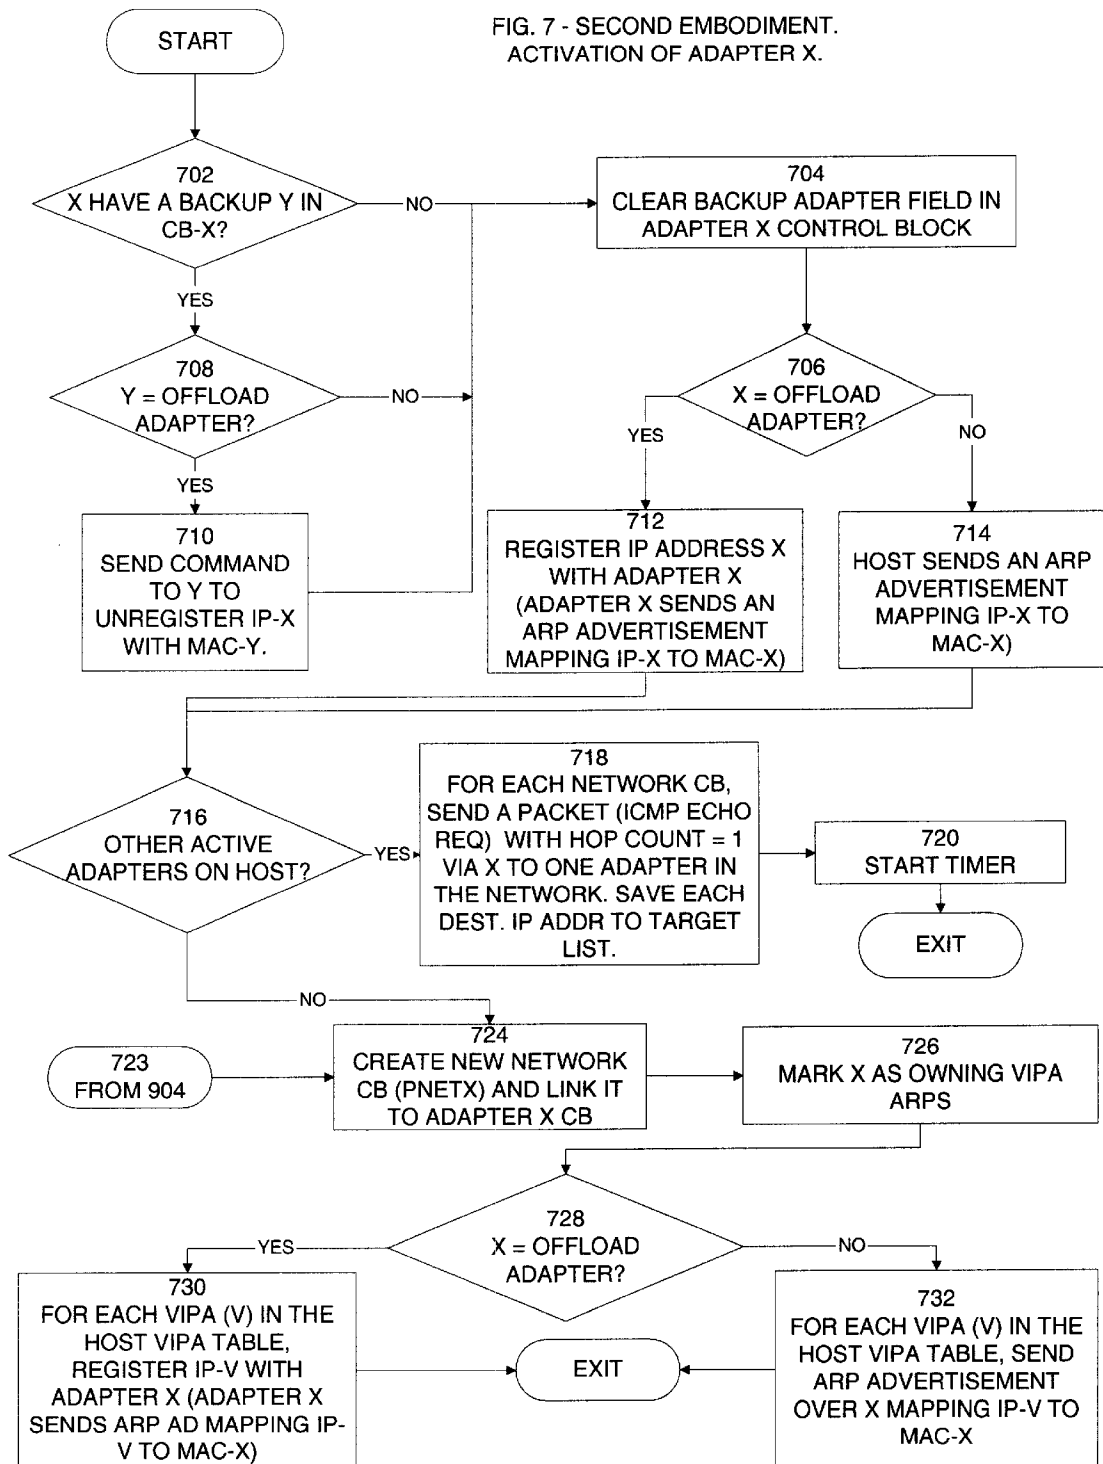 FIG. 7 - SECOND EMBODIMENT.
ACTIVATION OF ADAPTER X.
START
702
X HAVE A BACKUP Y IN
CB-X?
NO
704
CLEAR BACKUP ADAPTER FIELD IN
ADAPTER X CONTROL BLOCK
YES
708
Y = OFFLOAD
ADAPTER?
NO
706
X = OFFLOAD
ADAPTER?
YES
NO
YES
710
SEND COMMAND
TO Y TO
UNREGISTER IP-X
WITH MAC-Y.
712
REGISTER IP ADDRESS X
WITH ADAPTER X
(ADAPTER X SENDS AN
ARP ADVERTISEMENT
MAPPING IP-X TO MAC-X)
714
HOST SENDS AN ARP
ADVERTISEMENT
MAPPING IP-X TO
MAC-X)
716
OTHER ACTIVE
ADAPTERS ON HOST?
YES
718
FOR EACH NETWORK CB,
SEND A PACKET (ICMP ECHO
REQ) WITH HOP COUNT = 1
VIA X TO ONE ADAPTER IN
THE NETWORK. SAVE EACH
DEST. IP ADDR TO TARGET
LIST.
720
START TIMER
EXIT
NO
723
FROM 904
724
CREATE NEW NETWORK
CB (PNETX) AND LINK IT
TO ADAPTER X CB
726
MARK X AS OWNING VIPA
ARPS
728
X = OFFLOAD
ADAPTER?
YES
NO
730
FOR EACH VIPA (V) IN THE
HOST VIPA TABLE,
REGISTER IP-V WITH
ADAPTER X (ADAPTER X
SENDS ARP AD MAPPING IP-
V TO MAC-X)
EXIT
732
FOR EACH VIPA (V) IN THE
HOST VIPA TABLE, SEND
ARP ADVERTISEMENT
OVER X MAPPING IP-V TO
MAC-X